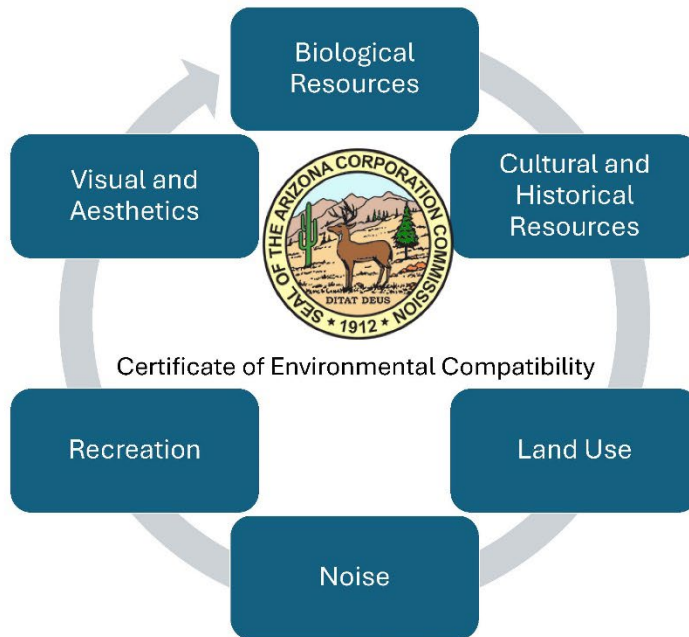 Biological
Resources
Cultural and
Historical
Resources
Land Use
Noise
Recreation
Visual and
Aesthetics
SEAL OF THE ARIZONA CORPORATION COMMISSION
DITAT DEUS
★ 1912 ★
Certificate of Environmental Compatibility